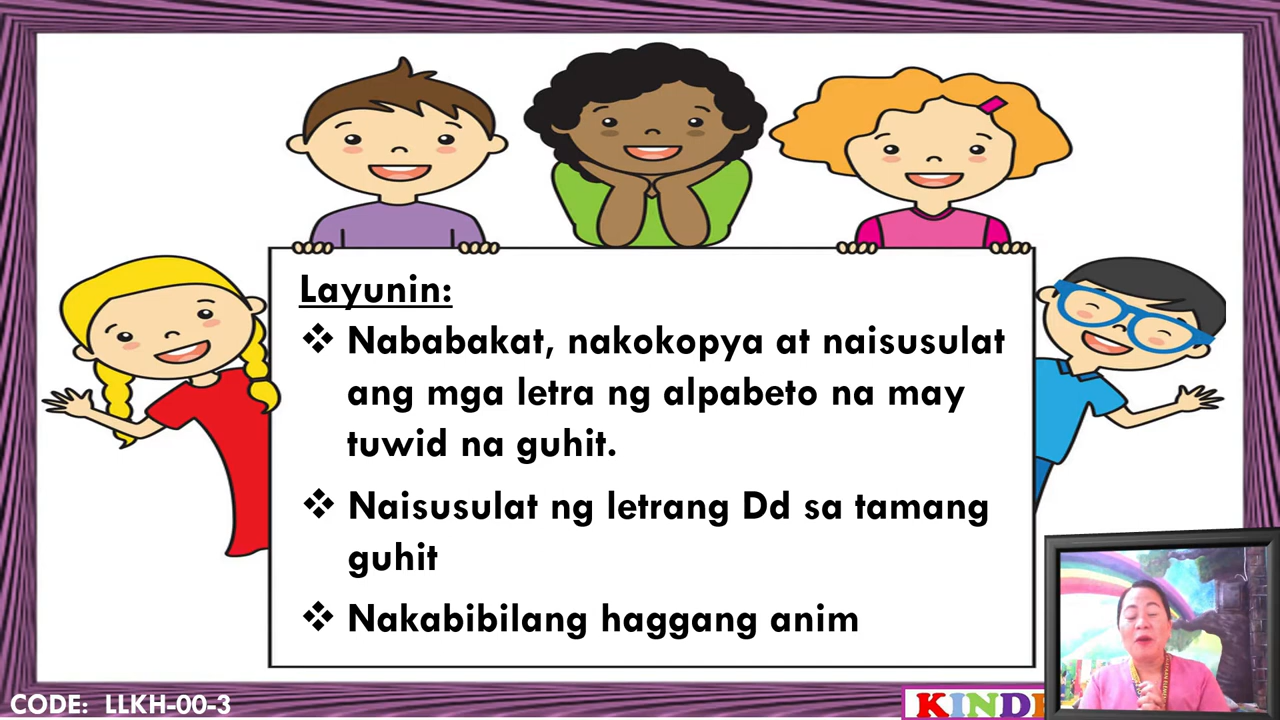 Layunin:
❖ Nababakat, nakokopya at naisusulat
ang mga letra ng alpabeto na may
tuwid na guhit.
❖ Naisusulat ng letrang Dd sa tamang
guhit
❖ Nakabibilang haggang anim
CODE: LLKH-00-3